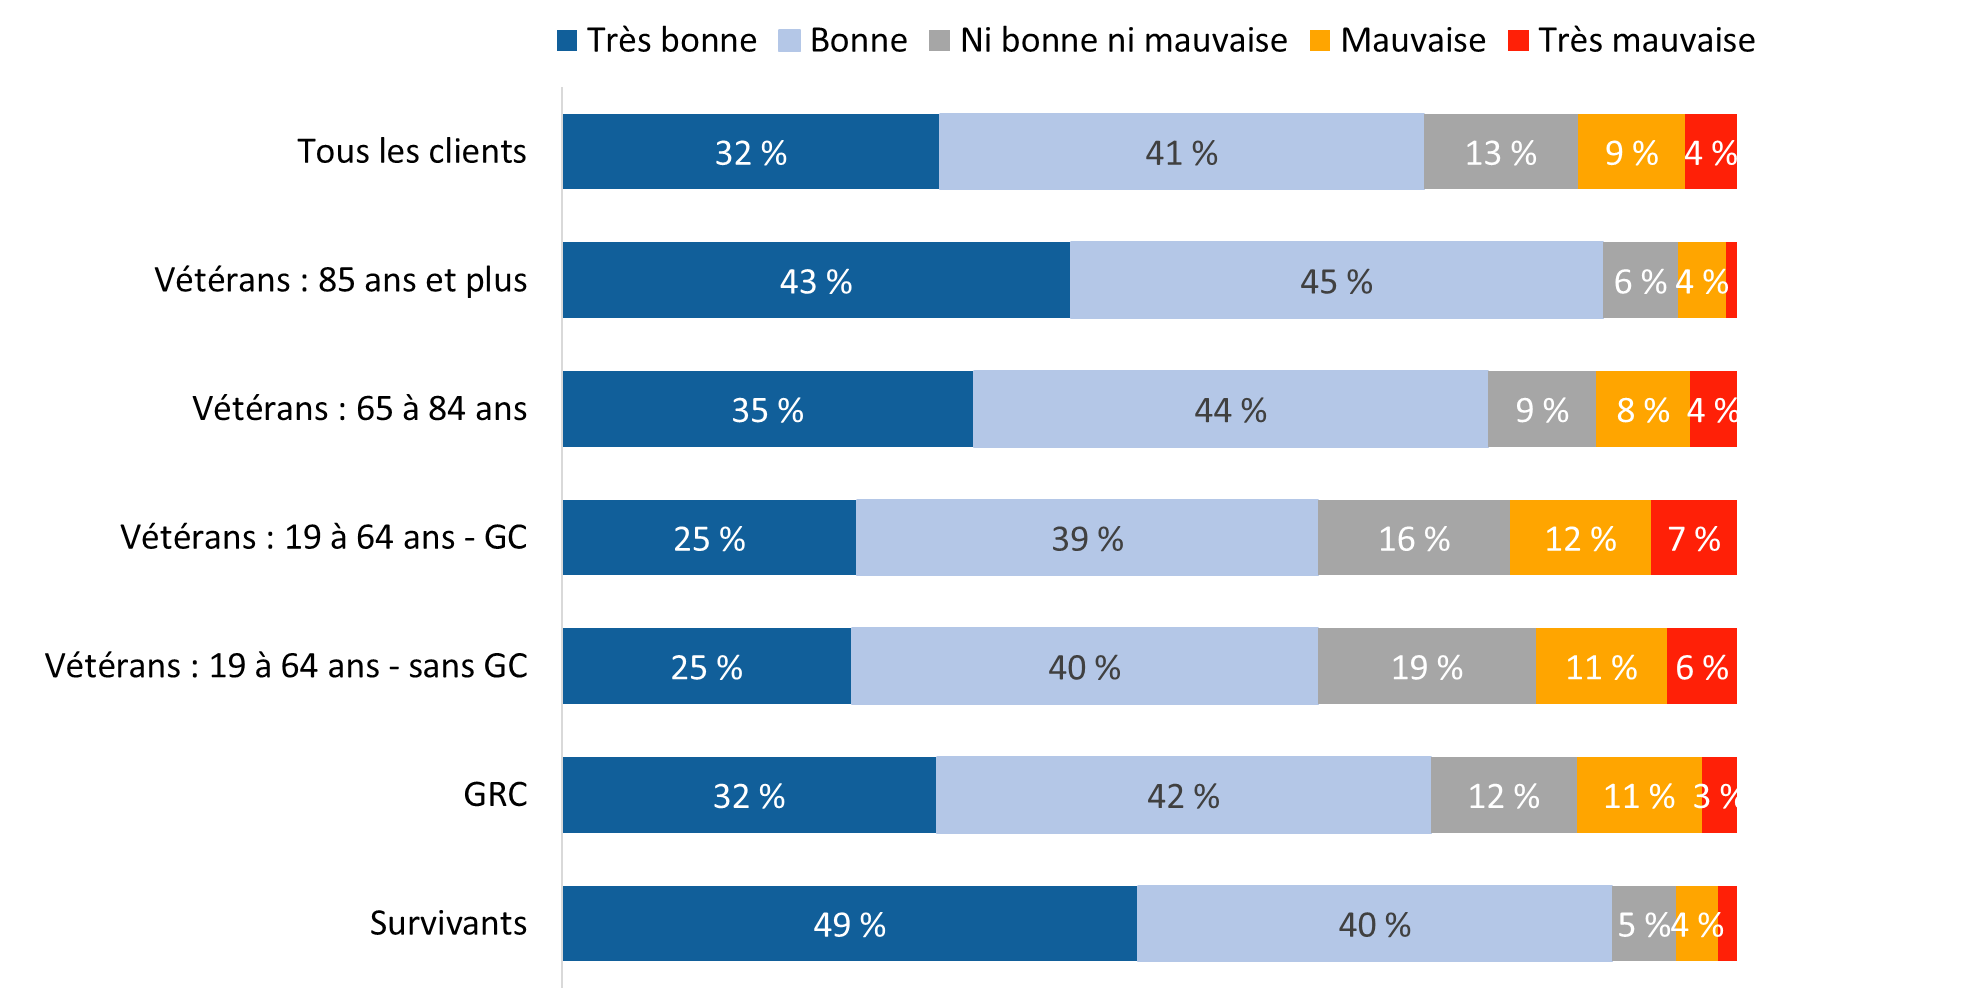 Très bonne Bonne Ni bonne ni mauvaise Mauvaise Très mauvaise
Tous les clients 32 % 41 % 13 % 9 % 4 %
Vétérans : 85 ans et plus 43 % 45 % 6 % 4 %
Vétérans : 65 à 84 ans 35 % 44 % 9 % 8 % 4 %
Vétérans : 19 à 64 ans - GC 25 % 39 % 16 % 12 % 7 %
Vétérans : 19 à 64 ans - sans GC 25 % 40 % 19 % 11 % 6 %
GRC 32 % 42 % 12 % 11 % 3 %
Survivants 49 % 40 % 5 % 4 %